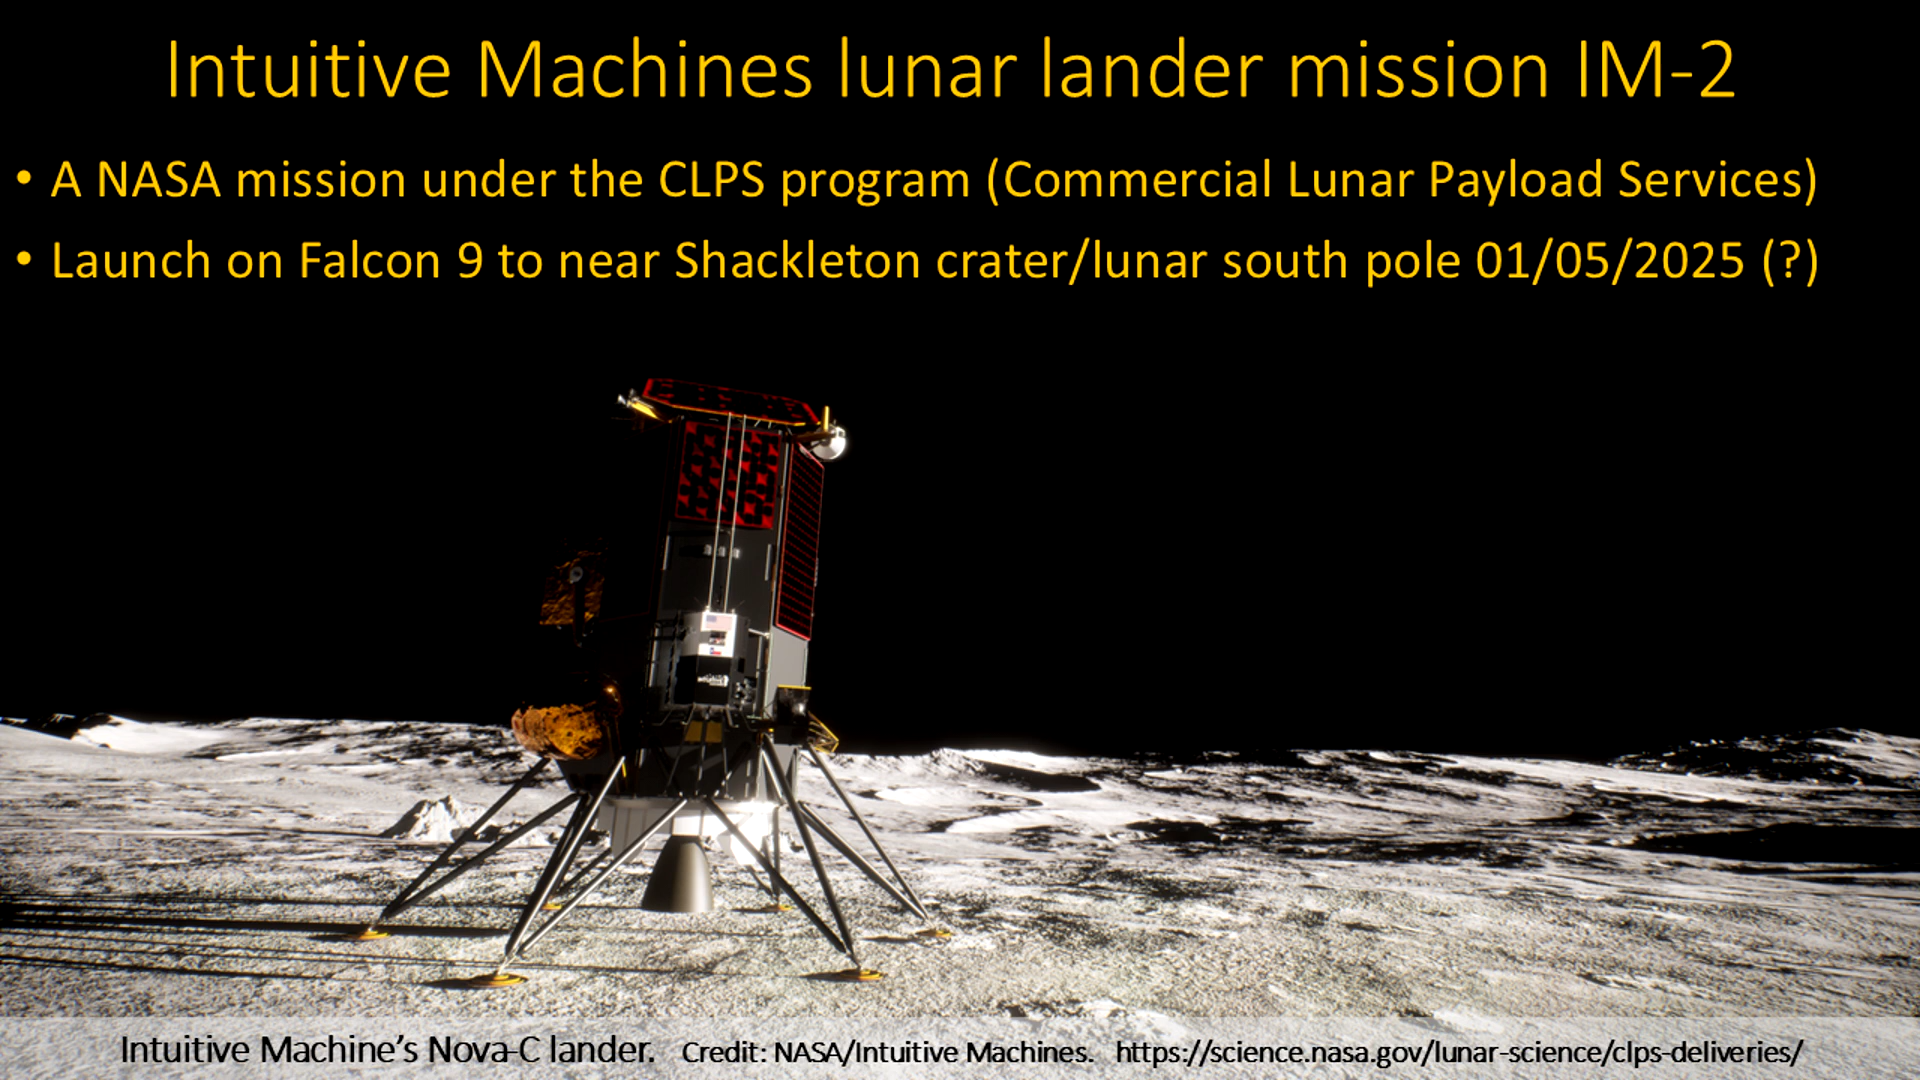 Intuitive Machines lunar lander mission IM-2
• A NASA mission under the CLPS program (Commercial Lunar Payload Services)
• Launch on Falcon 9 to near Shackleton crater/lunar south pole 01/05/2025 (?)
Intuitive Machine’s Nova-C lander. Credit: NASA/Intuitive Machines. https://science.nasa.gov/lunar-science/clps-deliveries/